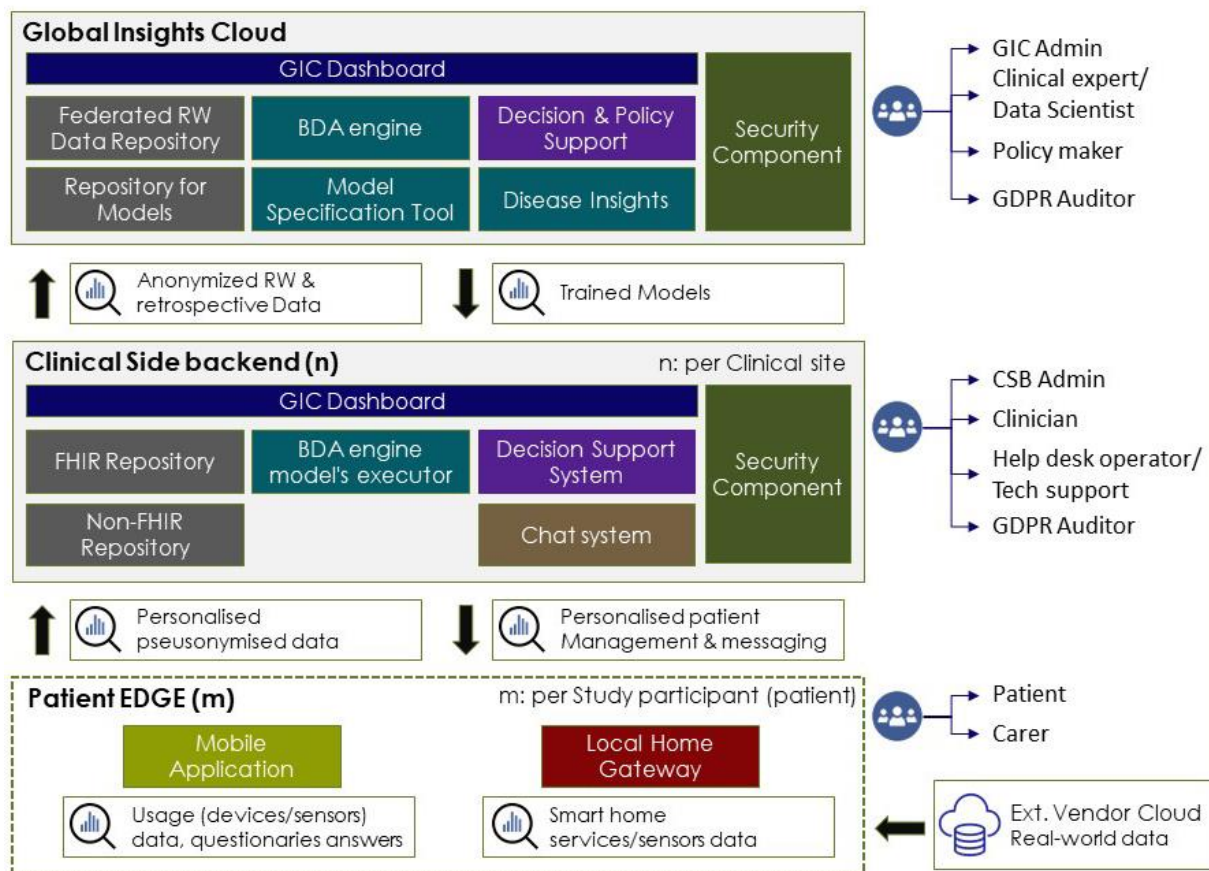 Global Insights Cloud
GIC Dashboard
Federated RW
Data Repository
BDA engine
Decision & Policy
Support
Security
Component
Repository for
Models
Model
Specification Tool
Disease Insights
GIC Admin
Clinical expert/
Data Scientist
Policy maker
GDPR Auditor
Anonymized RW &
retrospective Data
Trained Models
Clinical Side backend (n)
n: per Clinical site
GIC Dashboard
FHIR Repository
BDA engine
model's executor
Decision Support
System
Security
Component
Non-FHIR
Repository
Chat system
CSB Admin
Clinician
Help desk operator/
Tech support
GDPR Auditor
Personalised
pseusonymised data
Personalised patient
Management & messaging
Patient EDGE (m)
m: per Study participant (patient)
Mobile
Application
Local Home
Gateway
Usage (devices/sensors)
data, questionaries answers
Smart home
services/sensors data
Patient
Carer
Ext. Vendor Cloud
Real-world data